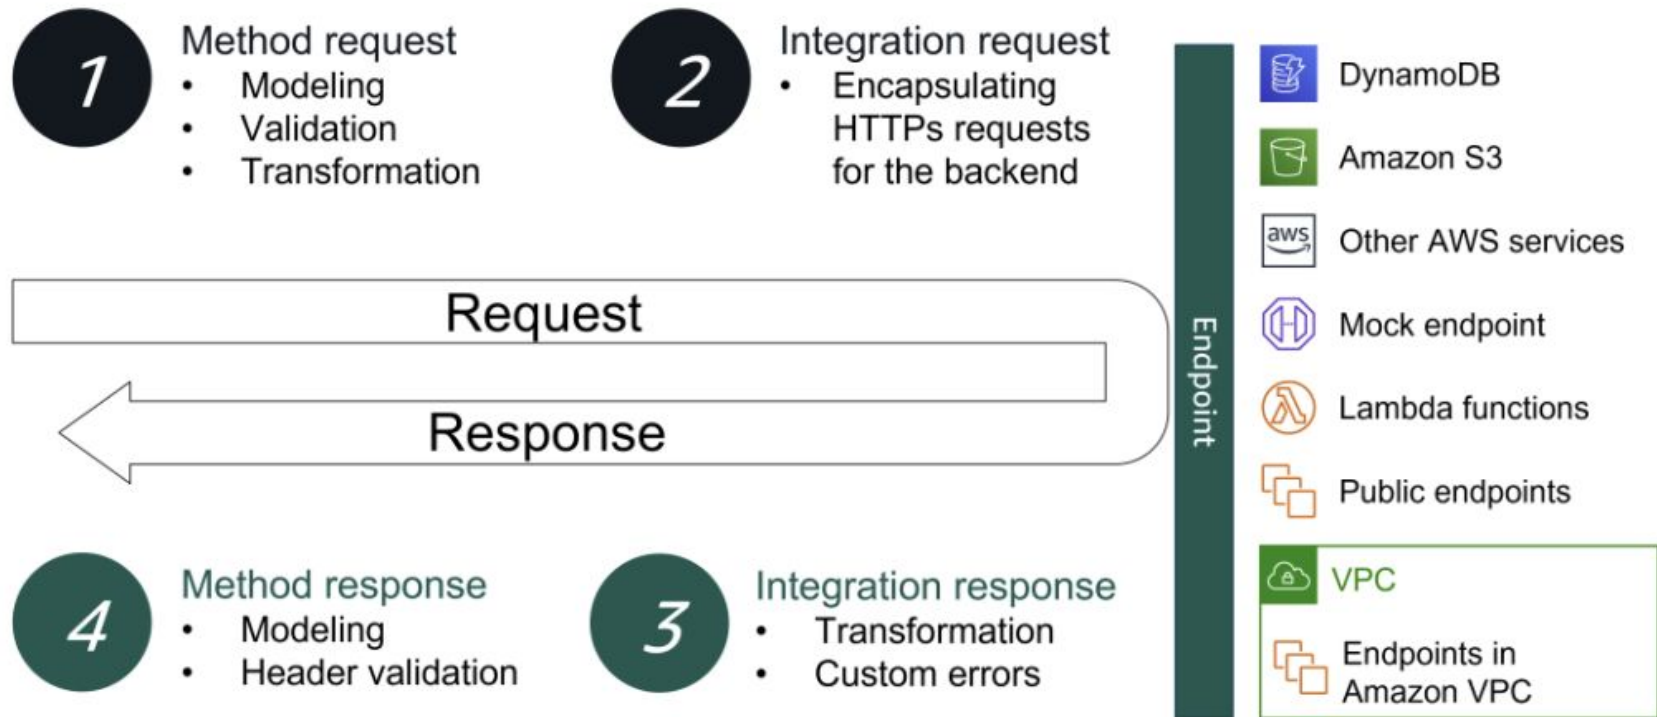 1
Method request
• Modeling
• Validation
• Transformation
2
Integration request
• Encapsulating
HTTPs requests
for the backend
Request
Response
4
Method response
• Modeling
• Header validation
3
Integration response
• Transformation
• Custom errors
Endpoint
DynamoDB
Amazon S3
aws
Other AWS services
Mock endpoint
Lambda functions
Public endpoints
VPC
Endpoints in
Amazon VPC